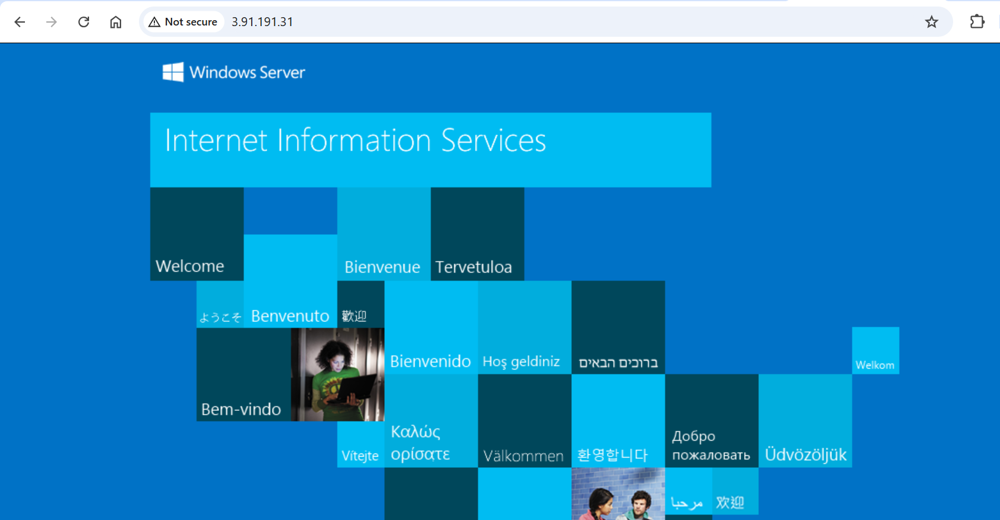 Not secure
3.91.191.31
Windows Server
Internet Information Services
Welcome
Bienvenue
Tervetuloa
ようこそ
Benvenuto
歡迎
Bienvenido
Hoş geldiniz
ברוכים הבאים
Welkom
Bem-vindo
Vítejte
Καλώς
ορίσατε
Välkommen
환영합니다
Добро
пожаловать
Üdvözöljük
مرحبا
欢迎